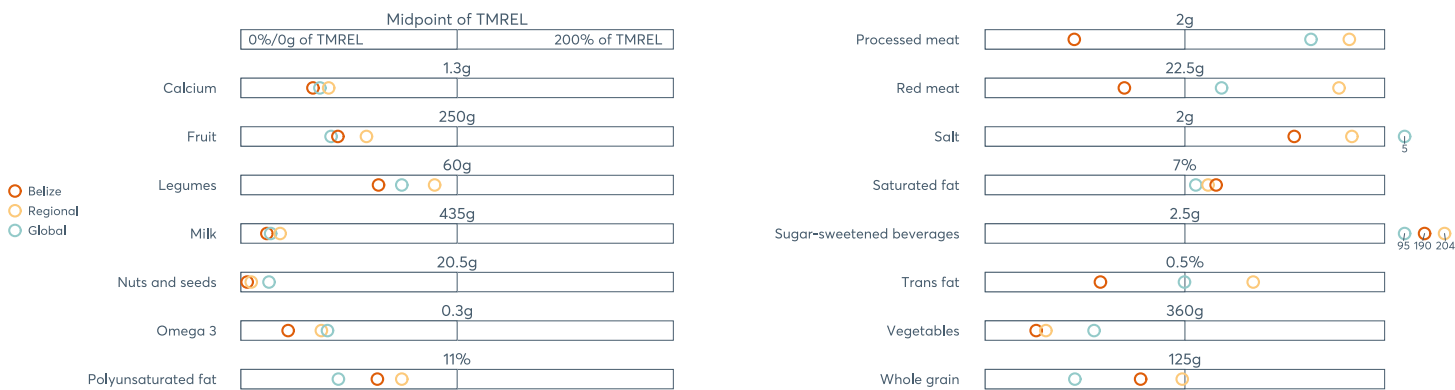 Midpoint of TMREL
0%/0g of TMREL 200% of TMREL
1.3g
Calcium
250g
Fruit
60g
Legumes
435g
Milk
20.5g
Nuts and seeds
0.3g
Omega 3
11%
Polyunsaturated fat
Belize
Regional
Global
2g
Processed meat
22.5g
Red meat
2g
Salt
5
7%
Saturated fat
2.5g
Sugar-sweetened beverages
95 190 204
0.5%
Trans fat
360g
Vegetables
125g
Whole grain